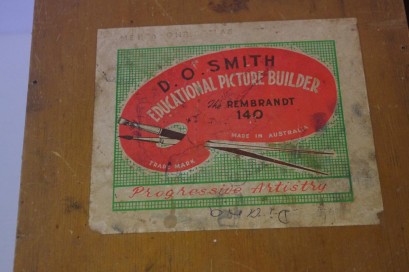 D. O. SMITH
EDUCATIONAL PICTURE BUILDER
The REMBRANDT
140
MADE IN AUSTRALIA
TRADE MARK
Progressive Artistry